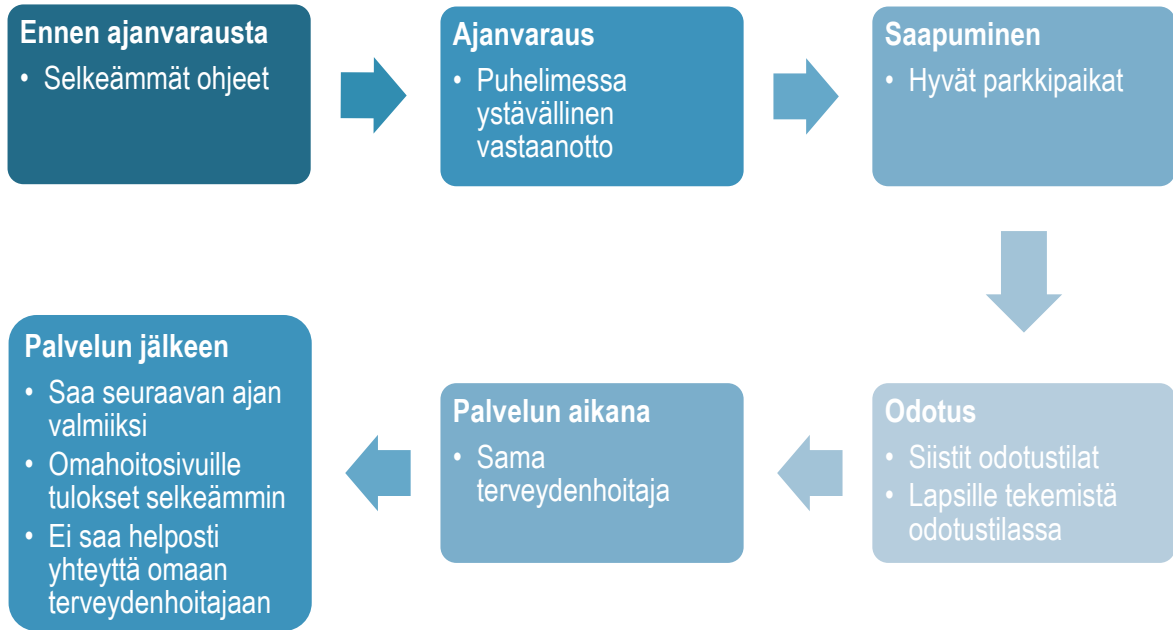 Ennen ajanvarausta
• Selkeämmät ohjeet
Ajanvaraus
• Puhelimessa
ystävällinen
vastaanotto
Saapuminen
• Hyvät parkkipaikat
Odotus
• Siistit odotustilat
• Lapsille tekemistä
odotustilassa
Palvelun aikana
• Sama
terveydenhoitaja
Palvelun jälkeen
• Saa seuraavan ajan
valmiiksi
• Omahoitosivuille
tulokset selkeämmin
• Ei saa helposti
yhteyttä omaan
terveydenhoitajaan